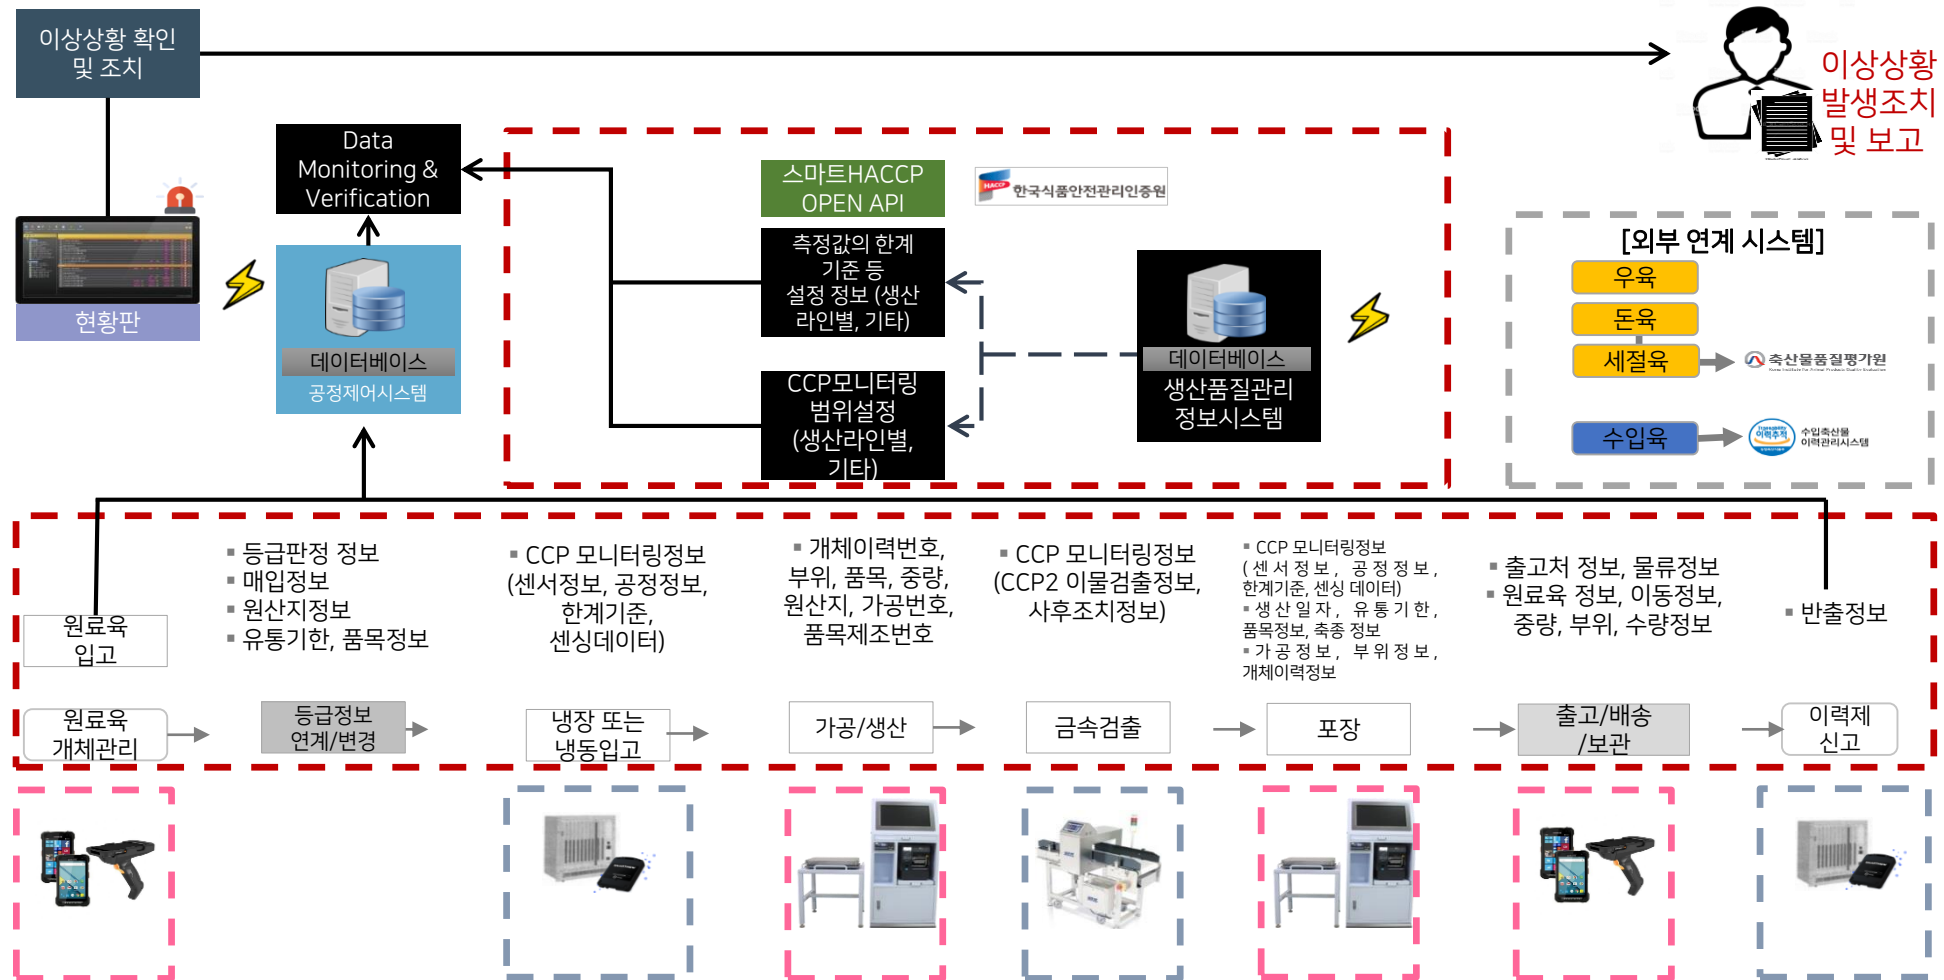 이상상황 확인
및 조치
이상상황
발생조치
및 보고
Data
Monitoring &
Verification
스마트HACCP
OPEN API
HACCP
한국식품안전관리인증원
현황판
데이터베이스
공정제어시스템
측정값의 한계
기준 등
설정 정보 (생산
라인별, 기타)
CCP모니터링
범위설정
(생산라인별,
기타)
데이터베이스
생산품질관리
정보시스템
[외부 연계 시스템]
우육
돈육
세절육
축산물품질평가원
수입육
이력추적
수입축산물
이력관리시스템
원료육
입고
▪ 등급판정 정보
▪ 매입정보
▪ 원산지정보
▪ 유통기한, 품목정보
▪ CCP 모니터링정보
(센서정보, 공정정보,
한계기준,
센싱데이터)
▪ 개체이력번호,
부위, 품목, 중량,
원산지, 가공번호,
품목제조번호
▪ CCP 모니터링정보
(CCP2 이물검출정보,
사후조치정보)
▪ CCP 모니터링정보
(센서정보, 공정정보,
한계기준, 센싱 데이터)
▪ 생산일자, 유통기한,
품목정보, 축종 정보
▪ 가공정보, 부위정보,
개체이력정보
▪ 출고처 정보, 물류정보
▪ 원료육 정보, 이동정보,
중량, 부위, 수량정보
▪ 반출정보
원료육
개체관리
등급정보
연계/변경
냉장 또는
냉동입고
가공/생산
금속검출
포장
출고/배송
/보관
이력제
신고